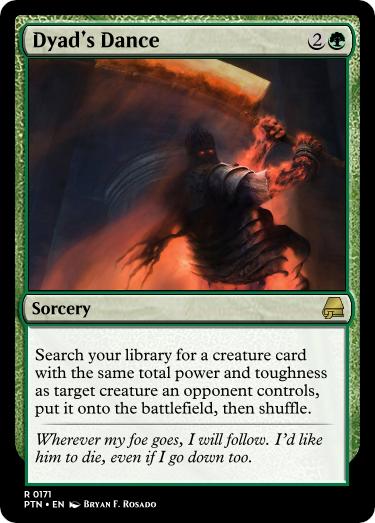 Dyad's Dance 2
Sorcery
Search your library for a creature card
with the same total power and toughness
as target creature an opponent controls,
put it onto the battlefield, then shuffle.
Wherever my foe goes, I will follow. I'd like
him to die, even if I go down too.
R 0171
PTN • EN Bryan F. Rosado